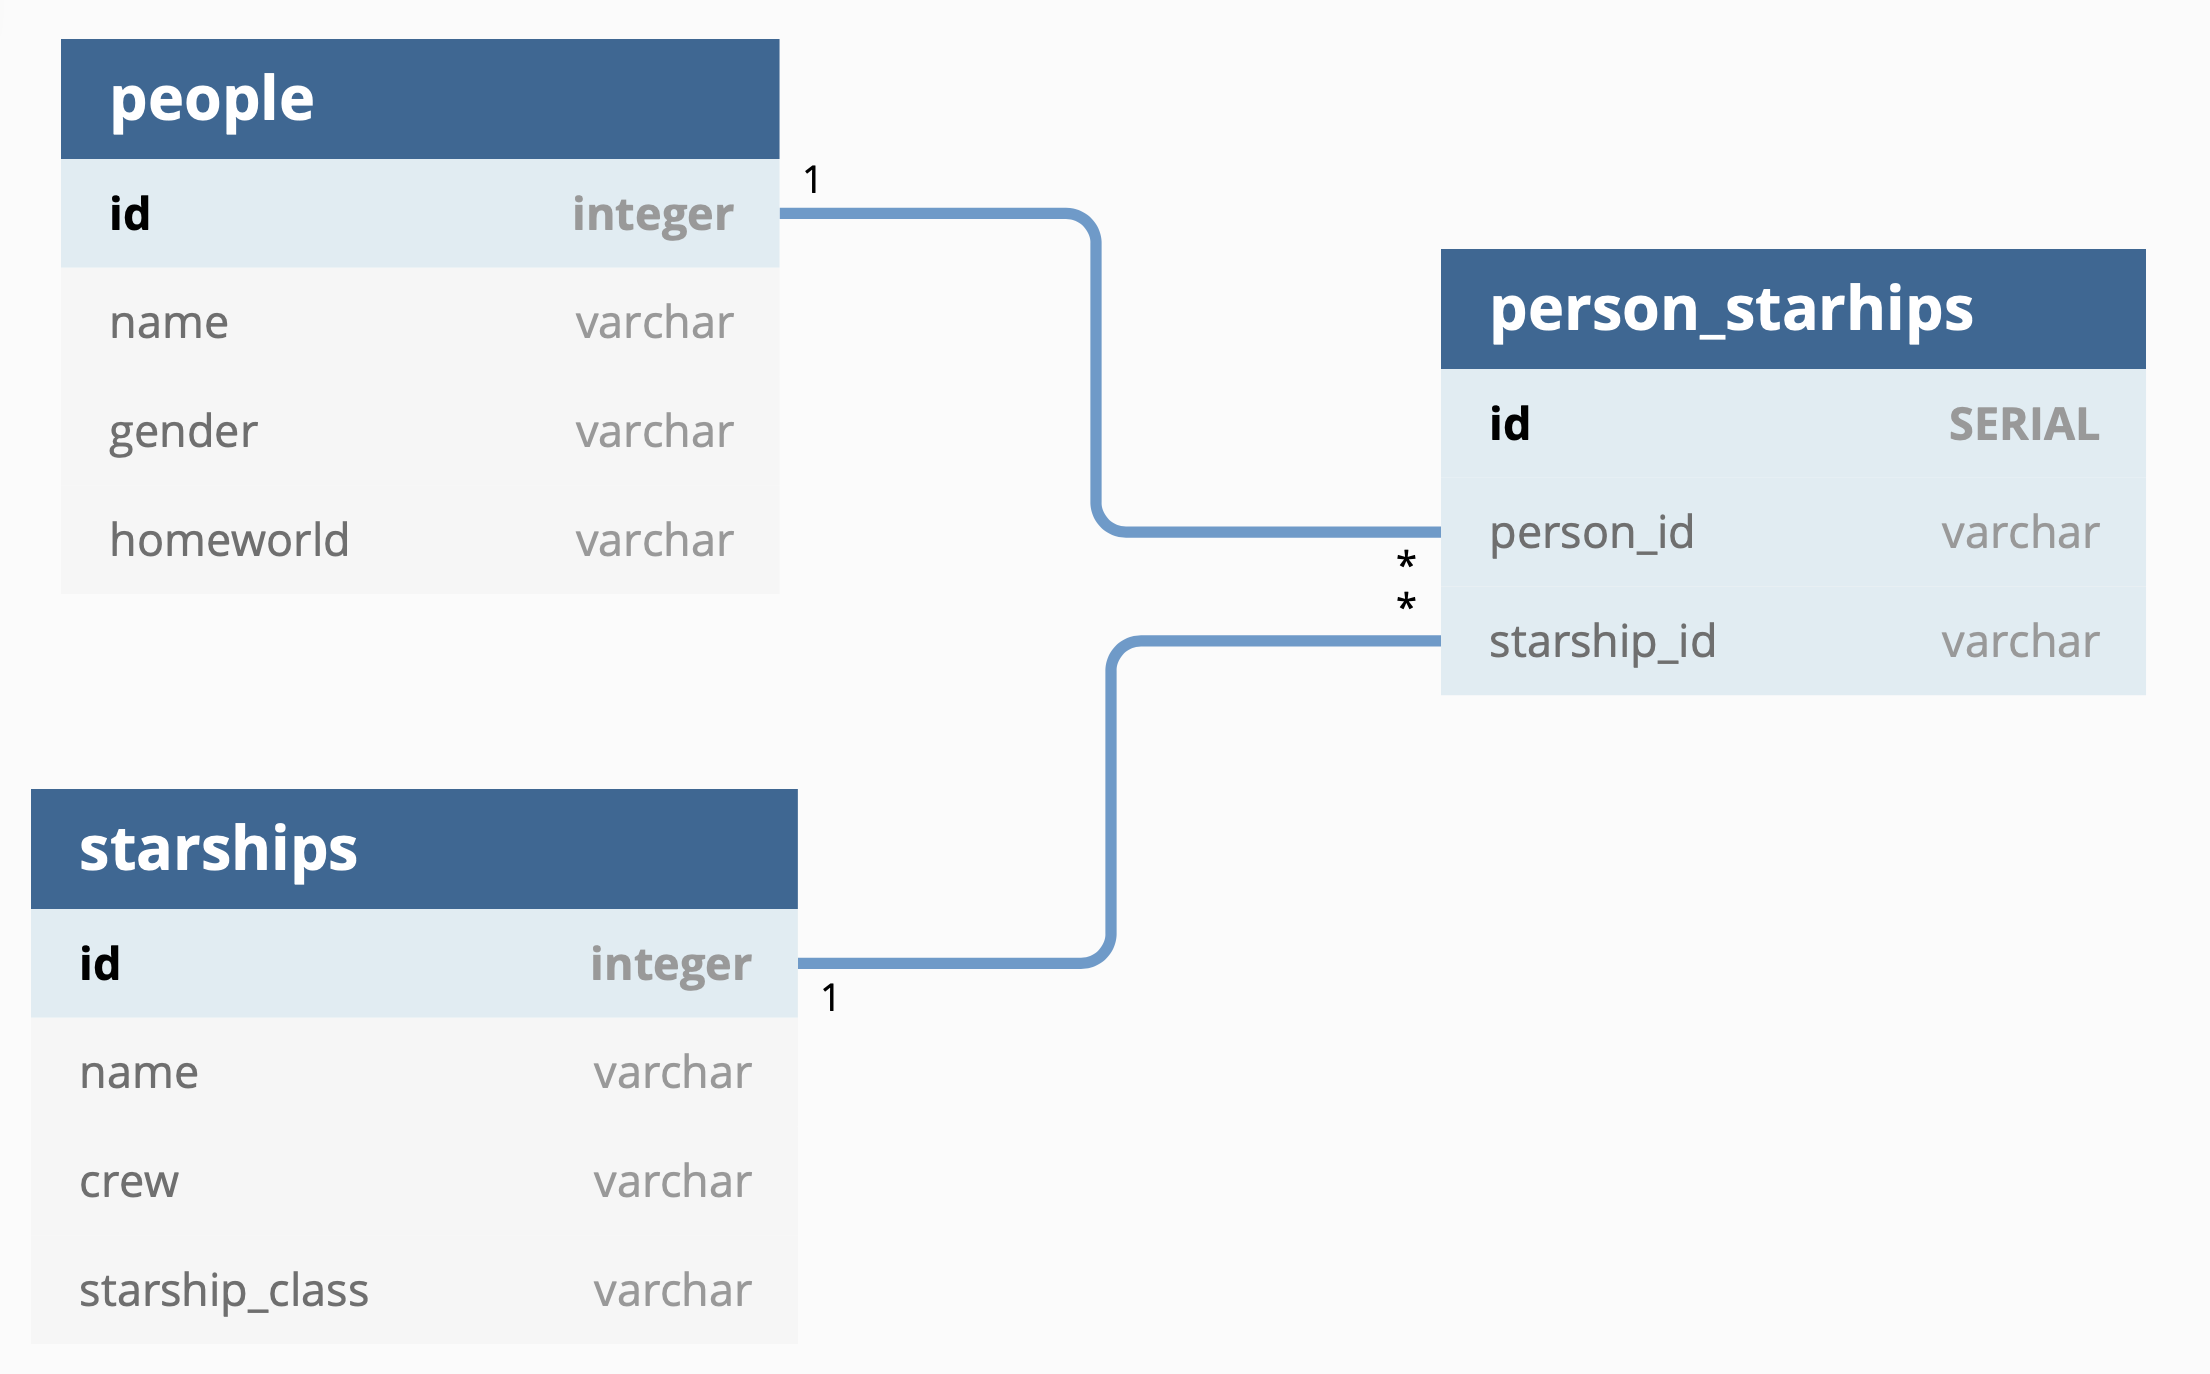 people
id integer
name varchar
gender varchar
homeworld varchar
1
person_starhips
id SERIAL
person_id varchar
starship_id varchar
*
*
starships
id integer
name varchar
crew varchar
starship_class varchar
1